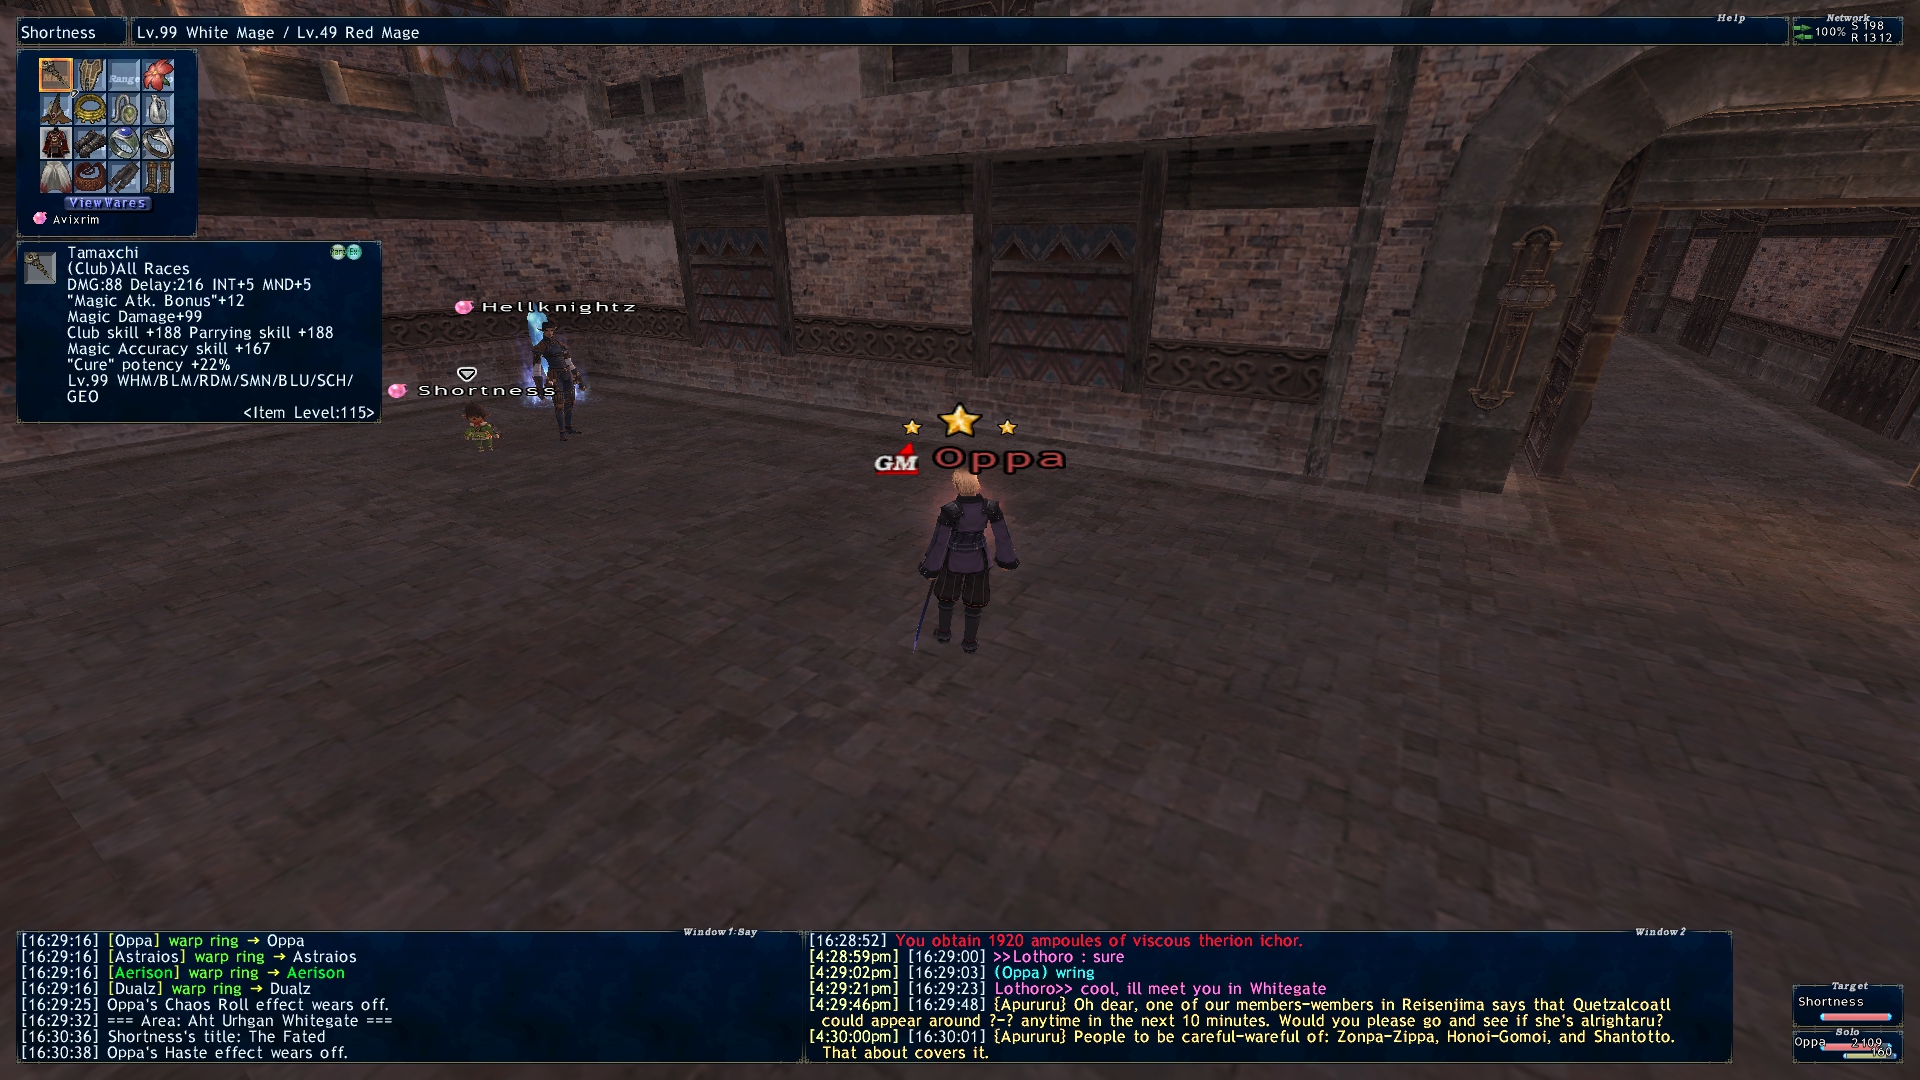 Shortness
Lv.99 White Mage / Lv.49 Red Mage
Help
Network
100%
S 198
R 1312
Range
ViewWares
Avixrim
Tamaxchi
(Club)All Races
DMG:88 Delay:216 INT+5 MND+5
"Magic Atk. Bonus"+12
Magic Damage+99
Club skill +188 Parrying skill +188
Magic Accuracy skill +167
"Cure" potency +22%
Lv.99 WHM/BLM/RDM/SMN/BLU/SCH/
GEO
<Item Level:115>
Hellknightz
Shortness
GM Oppa
Window1:Say
[16:29:16] [Oppa] warp ring → Oppa
[16:29:16] [Astraios] warp ring → Astraios
[16:29:16] [Aerison] warp ring → Aerison
[16:29:16] [Dualz] warp ring → Dualz
[16:29:25] Oppa's Chaos Roll effect wears off.
[16:29:32] === Area: Aht Urhgan Whitegate ===
[16:30:36] Shortness's title: The Fated
[16:30:38] Oppa's Haste effect wears off.
Window2
[16:28:52] You obtain 1920 ampoules of viscous therion ichor.
[4:28:59pm] [16:29:00] >>Lothoro : sure
[4:29:02pm] [16:29:03] (Oppa) wring
[4:29:21pm] [16:29:23] Lothoro>> cool, ill meet you in Whitegate
[4:29:46pm] [16:29:48] {Apururu} Oh dear, one of our members-wembers in Reisenjima says that Quetzalcoatl
could appear around ?-? anytime in the next 10 minutes. Would you please go and see if she's alrightaru?
[4:30:00pm] [16:30:01] {Apururu} People to be careful-wareful of: Zonpa-Zippa, Honoi-Gomoi, and Shantotto.
That about covers it.
Target
Shortness
Solo
Oppa 2109
160